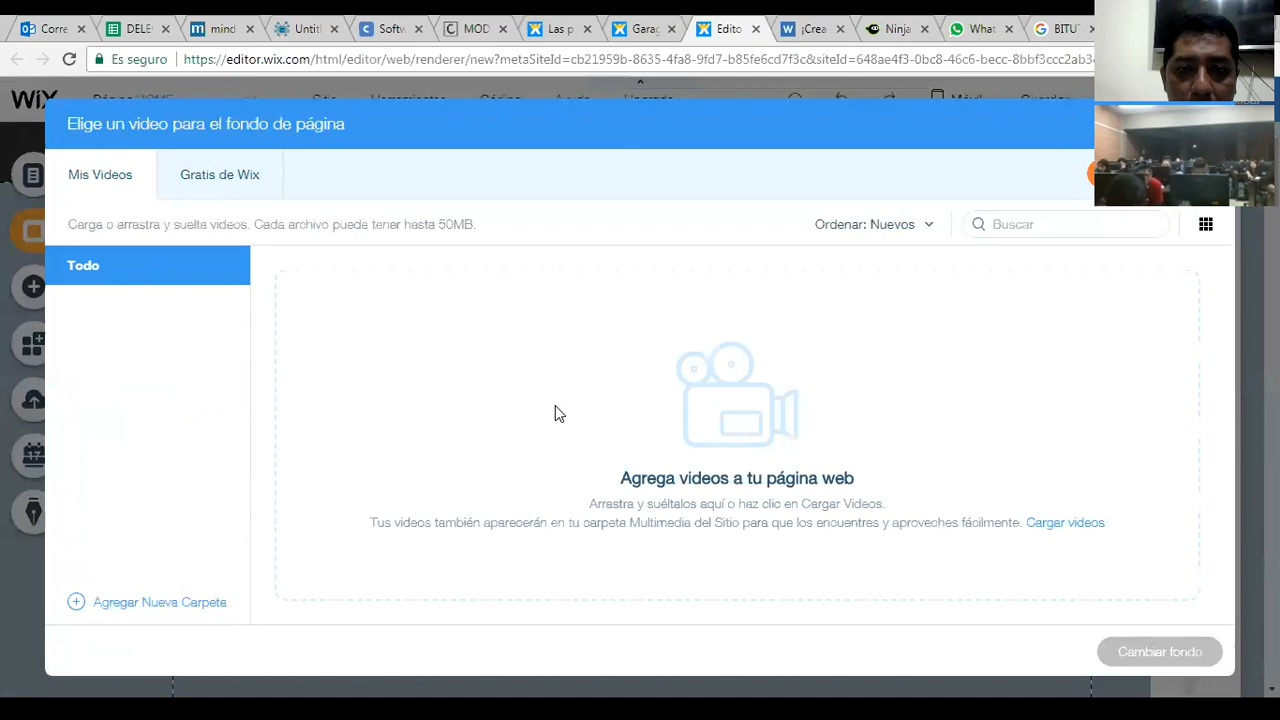 Corre
DELE
mind
Untitl
Softw
MOD
Las p
Garag
Edito
¡Crea
Ninja
What
BITUT
Es seguro
https://editor.wix.com/html/editor/web/renderer/new?metaSiteId=cb21959b-8635-4fa8-9fd7-b85fe6cd7f3c&siteId=648ae4f3-0bc8-46c6-becc-8bbf3ccc2ab3
WiX
Elige un video para el fondo de página
Mis Videos
Gratis de Wix
Carga o arrastra y suelta videos. Cada archivo puede tener hasta 50MB.
Ordenar: Nuevos
Buscar
Todo
17
Agrega videos a tu página web
Arrastra y suéltalos aquí o haz clic en Cargar Videos.
Tus videos también aparecerán en tu carpeta Multimedia del Sitio para que los encuentres y aproveches fácilmente. Cargar videos
Agregar Nueva Carpeta
Cambiar fondo